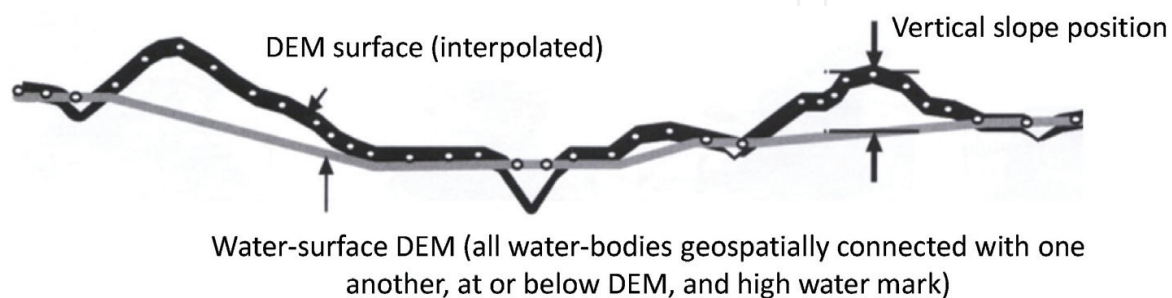 Vertical slope position
DEM surface (interpolated)
Water-surface DEM (all water-bodies geospatially connected with one
another, at or below DEM, and high water mark)